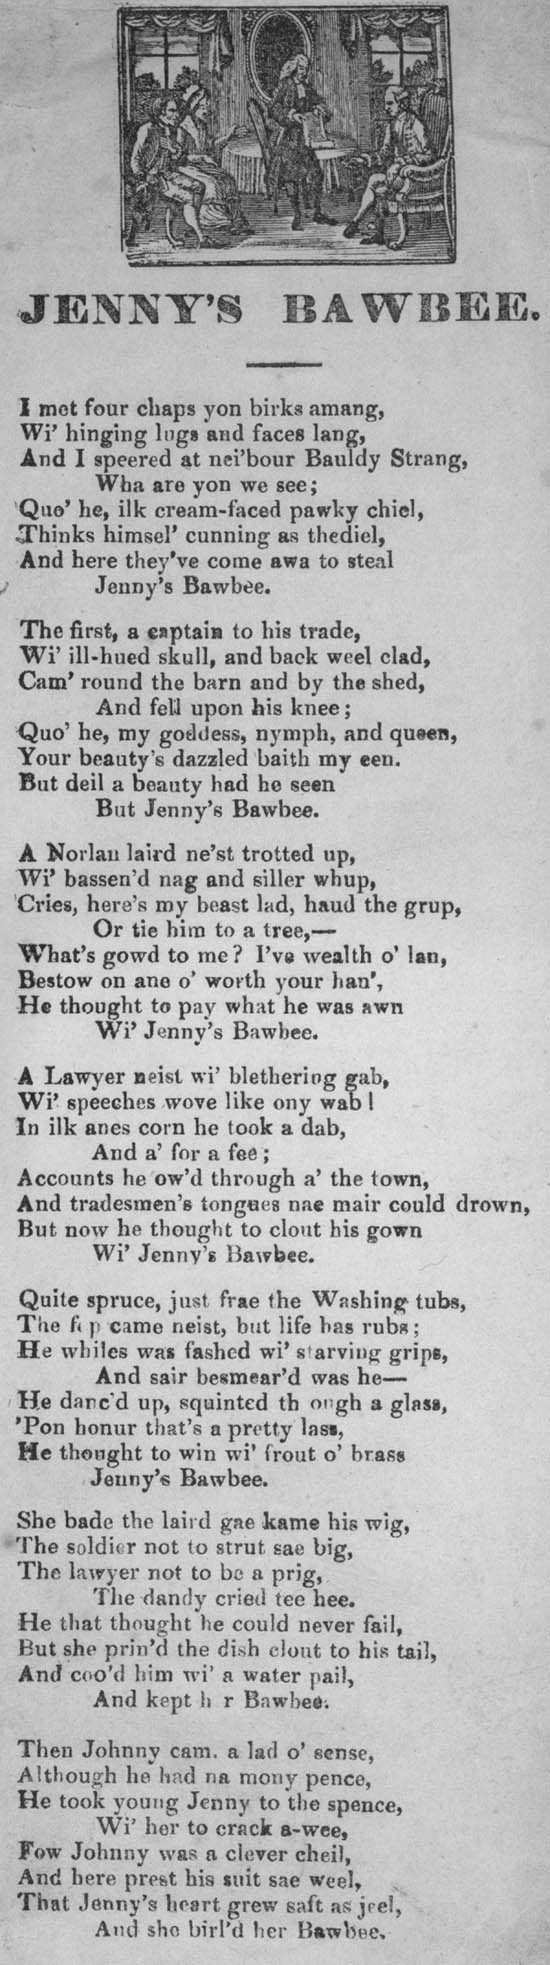 JENNY'S BAWBEE.
I met four chaps yon birks amang,
Wi' hinging lugs and faces lang,
And I speered at nei'bour Bauldy Strang,
Wha are yon we see;
Quo' he, ilk cream-faced pawky chiel,
Thinks himsel' cunning as thediel,
And here they've come awa to steal
Jenny's Bawbee.
The first, a captain to his trade,
Wi' ill-hued skull, and back weel clad,
Cam' round the barn and by the shed,
And fell upon his knee;
Quo' he, my goddess, nymph, and queen,
Your beauty's dazzled baith my een.
But deil a beauty had he seen
But Jenny's Bawbee.
A Norlan laird ne'st trotted up,
Wi' bassen'd nag and siller whup,
Cries, here's my beast lad, haud the grup,
Or tie him to a tree,—
What's gowd to me? I've wealth o' lan,
Bestow on ane o' worth your han',
He thought to pay what he was awn
Wi' Jenny's Bawbee.
A Lawyer neist wi' blethering gab,
Wi' speeches wove like ony wab!
In ilk anes corn he took a dab,
And a' for a fee;
Accounts he ow'd through a' the town,
And tradesmen's tongues nae mair could drown,
But now he thought to clout his gown
Wi' Jenny's Bawbee.
Quite spruce, just frae the Washing tubs,
The f p came neist, but life has rubs;
He whiles was fashed wi' starving grips,
And sair besmear'd was he—
He danc'd up, squinted th ough a glass,
'Pon honur that's a pretty lass,
He thought to win wi' frout o' brass
Jenny's Bawbee.
She bade the laird gae kame his wig,
The soldier not to strut sae big,
The lawyer not to be a prig,
The dandy cried tee hee.
He that thought he could never fail,
But she prin'd the dish clout to his tail,
And coo'd him wi' a water pail,
And kept h r Bawbee.
Then Johnny cam. a lad o' sense,
Although he had na mony pence,
He took young Jenny to the spence,
Wi' her to crack a-wee,
Fow Johnny was a clever cheil,
And here prest his suit sae weel,
That Jenny's heart grew saft as jeel,
And she birl'd her Bawbee.